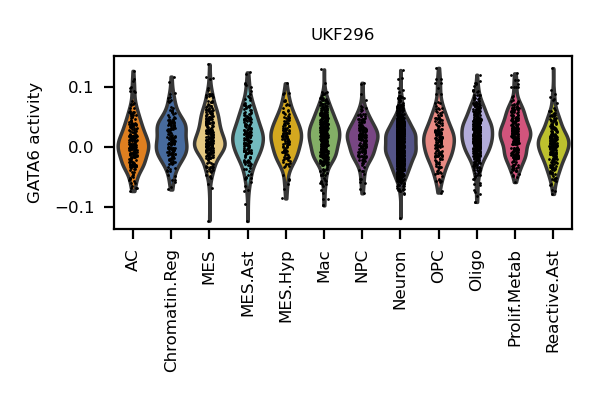 UKF296
GATA6 activity
0.1
0.0
−0.1
AC
Chromatin.Reg
MES
MES.Ast
MES.Hyp
Mac
NPC
Neuron
OPC
Oligo
Prolif.Metab
Reactive.Ast